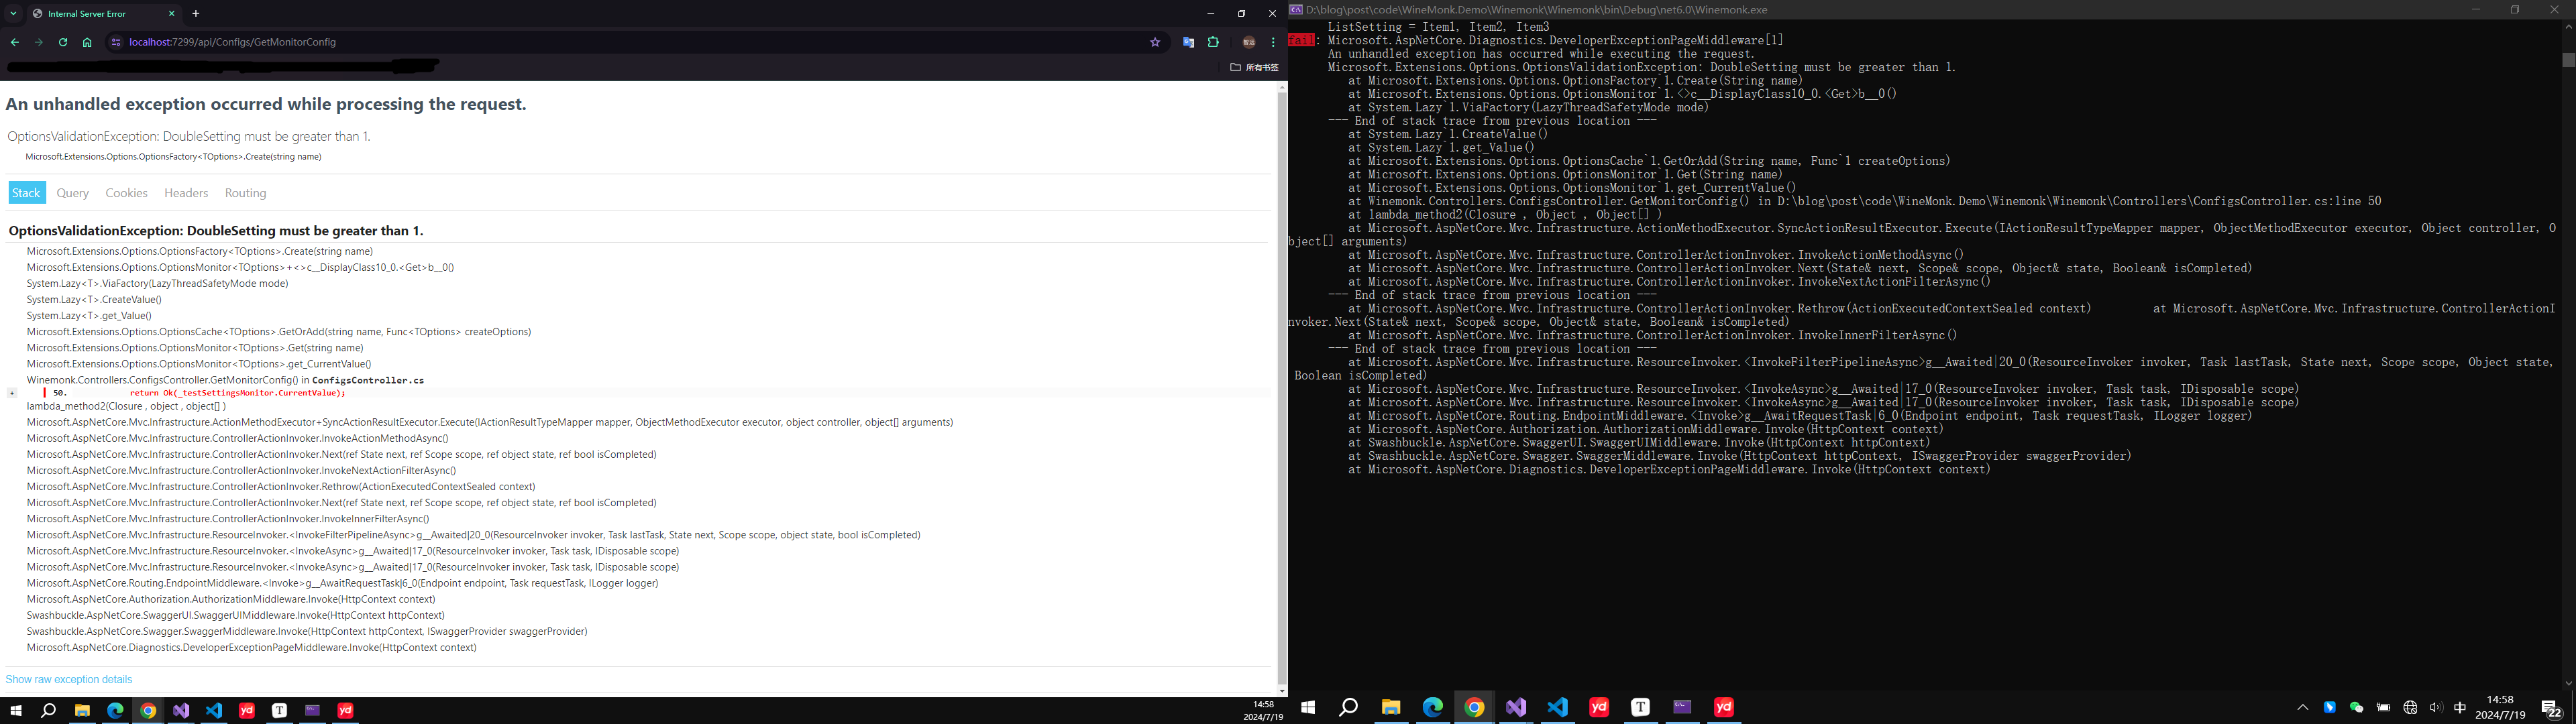 Internal Server Error
localhost:7299/api/Configs/GetMonitorConfig
所有书签
An unhandled exception occurred while processing the request.
OptionsValidationException: DoubleSetting must be greater than 1.
Microsoft.Extensions.Options.OptionsFactory<TOptions>.Create(string name)
Stack Query Cookies Headers Routing
OptionsValidationException: DoubleSetting must be greater than 1.
Microsoft.Extensions.Options.OptionsFactory<TOptions>.Create(string name)
Microsoft.Extensions.Options.OptionsMonitor<TOptions>+<>c__DisplayClass10_0.<Get>b__0()
System.Lazy<T>.ViaFactory(LazyThreadSafetyMode mode)
System.Lazy<T>.CreateValue()
System.Lazy<T>.get_Value()
Microsoft.Extensions.Options.OptionsCache<TOptions>.GetOrAdd(string name, Func<TOptions> createOptions)
Microsoft.Extensions.Options.OptionsMonitor<TOptions>.Get(string name)
Microsoft.Extensions.Options.OptionsMonitor<TOptions>.get_CurrentValue()
Winemonk.Controllers.ConfigsController.GetMonitorConfig() in ConfigsController.cs
+ 50. return Ok(_testSettingsMonitor.CurrentValue);
lambda_method2(Closure , object , object[] )
Microsoft.AspNetCore.Mvc.Infrastructure.ActionMethodExecutor+SyncActionResultExecutor.Execute(IActionResultTypeMapper mapper, ObjectMethodExecutor executor, object controller, object[] arguments)
Microsoft.AspNetCore.Mvc.Infrastructure.ControllerActionInvoker.InvokeActionMethodAsync()
Microsoft.AspNetCore.Mvc.Infrastructure.ControllerActionInvoker.Next(ref State next, ref Scope scope, ref object state, ref bool isCompleted)
Microsoft.AspNetCore.Mvc.Infrastructure.ControllerActionInvoker.InvokeNextActionFilterAsync()
Microsoft.AspNetCore.Mvc.Infrastructure.ControllerActionInvoker.Rethrow(ActionExecutedContextSealed context)
Microsoft.AspNetCore.Mvc.Infrastructure.ControllerActionInvoker.Next(ref State next, ref Scope scope, ref object state, ref bool isCompleted)
Microsoft.AspNetCore.Mvc.Infrastructure.ControllerActionInvoker.InvokeInnerFilterAsync()
Microsoft.AspNetCore.Mvc.Infrastructure.ResourceInvoker.<InvokeFilterPipelineAsync>g__Awaited|20_0(ResourceInvoker invoker, Task lastTask, State next, Scope scope, object state, bool isCompleted)
Microsoft.AspNetCore.Mvc.Infrastructure.ResourceInvoker.<InvokeAsync>g__Awaited|17_0(ResourceInvoker invoker, Task task, IDisposable scope)
Microsoft.AspNetCore.Mvc.Infrastructure.ResourceInvoker.<InvokeAsync>g__Awaited|17_0(ResourceInvoker invoker, Task task, IDisposable scope)
Microsoft.AspNetCore.Routing.EndpointMiddleware.<Invoke>g__AwaitRequestTask|6_0(Endpoint endpoint, Task requestTask, ILogger logger)
Microsoft.AspNetCore.Authorization.AuthorizationMiddleware.Invoke(HttpContext context)
Swashbuckle.AspNetCore.SwaggerUI.SwaggerUIMiddleware.Invoke(HttpContext httpContext)
Swashbuckle.AspNetCore.Swagger.SwaggerMiddleware.Invoke(HttpContext httpContext, ISwaggerProvider swaggerProvider)
Microsoft.AspNetCore.Diagnostics.DeveloperExceptionPageMiddleware.Invoke(HttpContext context)
Show raw exception details
yd T yd
14:58
2024/7/19
D:\blog\post\code\WineMonk.Demo\Winemonk\Winemonk\bin\Debug\net6.0\Winemonk.exe
ListSetting = Item1, Item2, Item3
fail: Microsoft.AspNetCore.Diagnostics.DeveloperExceptionPageMiddleware[1]
An unhandled exception has occurred while executing the request.
Microsoft.Extensions.Options.OptionsValidationException: DoubleSetting must be greater than 1.
at Microsoft.Extensions.Options.OptionsFactory`1.Create(String name)
at Microsoft.Extensions.Options.OptionsMonitor`1.<>c__DisplayClass10_0.<Get>b__0()
at System.Lazy`1.ViaFactory(LazyThreadSafetyMode mode)
--- End of stack trace from previous location ---
at System.Lazy`1.CreateValue()
at System.Lazy`1.get_Value()
at Microsoft.Extensions.Options.OptionsCache`1.GetOrAdd(String name, Func`1 createOptions)
at Microsoft.Extensions.Options.OptionsMonitor`1.Get(String name)
at Microsoft.Extensions.Options.OptionsMonitor`1.get_CurrentValue()
at Winemonk.Controllers.ConfigsController.GetMonitorConfig() in D:\blog\post\code\WineMonk.Demo\Winemonk\Winemonk\Controllers\ConfigsController.cs:line 50
at lambda_method2(Closure , Object , Object[] )
at Microsoft.AspNetCore.Mvc.Infrastructure.ActionMethodExecutor.SyncActionResultExecutor.Execute(IActionResultTypeMapper mapper, ObjectMethodExecutor executor, Object controller, O
bject[] arguments)
at Microsoft.AspNetCore.Mvc.Infrastructure.ControllerActionInvoker.InvokeActionMethodAsync()
at Microsoft.AspNetCore.Mvc.Infrastructure.ControllerActionInvoker.Next(State& next, Scope& scope, Object& state, Boolean& isCompleted)
at Microsoft.AspNetCore.Mvc.Infrastructure.ControllerActionInvoker.InvokeNextActionFilterAsync()
--- End of stack trace from previous location ---
at Microsoft.AspNetCore.Mvc.Infrastructure.ControllerActionInvoker.Rethrow(ActionExecutedContextSealed context) at Microsoft.AspNetCore.Mvc.Infrastructure.ControllerActionI
nvoker.Next(State& next, Scope& scope, Object& state, Boolean& isCompleted)
at Microsoft.AspNetCore.Mvc.Infrastructure.ControllerActionInvoker.InvokeInnerFilterAsync()
--- End of stack trace from previous location ---
at Microsoft.AspNetCore.Mvc.Infrastructure.ResourceInvoker.<InvokeFilterPipelineAsync>g__Awaited|20_0(ResourceInvoker invoker, Task lastTask, State next, Scope scope, Object state,
Boolean isCompleted)
at Microsoft.AspNetCore.Mvc.Infrastructure.ResourceInvoker.<InvokeAsync>g__Awaited|17_0(ResourceInvoker invoker, Task task, IDisposable scope)
at Microsoft.AspNetCore.Mvc.Infrastructure.ResourceInvoker.<InvokeAsync>g__Awaited|17_0(ResourceInvoker invoker, Task task, IDisposable scope)
at Microsoft.AspNetCore.Routing.EndpointMiddleware.<Invoke>g__AwaitRequestTask|6_0(Endpoint endpoint, Task requestTask, ILogger logger)
at Microsoft.AspNetCore.Authorization.AuthorizationMiddleware.Invoke(HttpContext context)
at Swashbuckle.AspNetCore.SwaggerUI.SwaggerUIMiddleware.Invoke(HttpContext httpContext)
at Swashbuckle.AspNetCore.Swagger.SwaggerMiddleware.Invoke(HttpContext httpContext, ISwaggerProvider swaggerProvider)
at Microsoft.AspNetCore.Diagnostics.DeveloperExceptionPageMiddleware.Invoke(HttpContext context)
yd T yd
中
14:58
2024/7/19
22